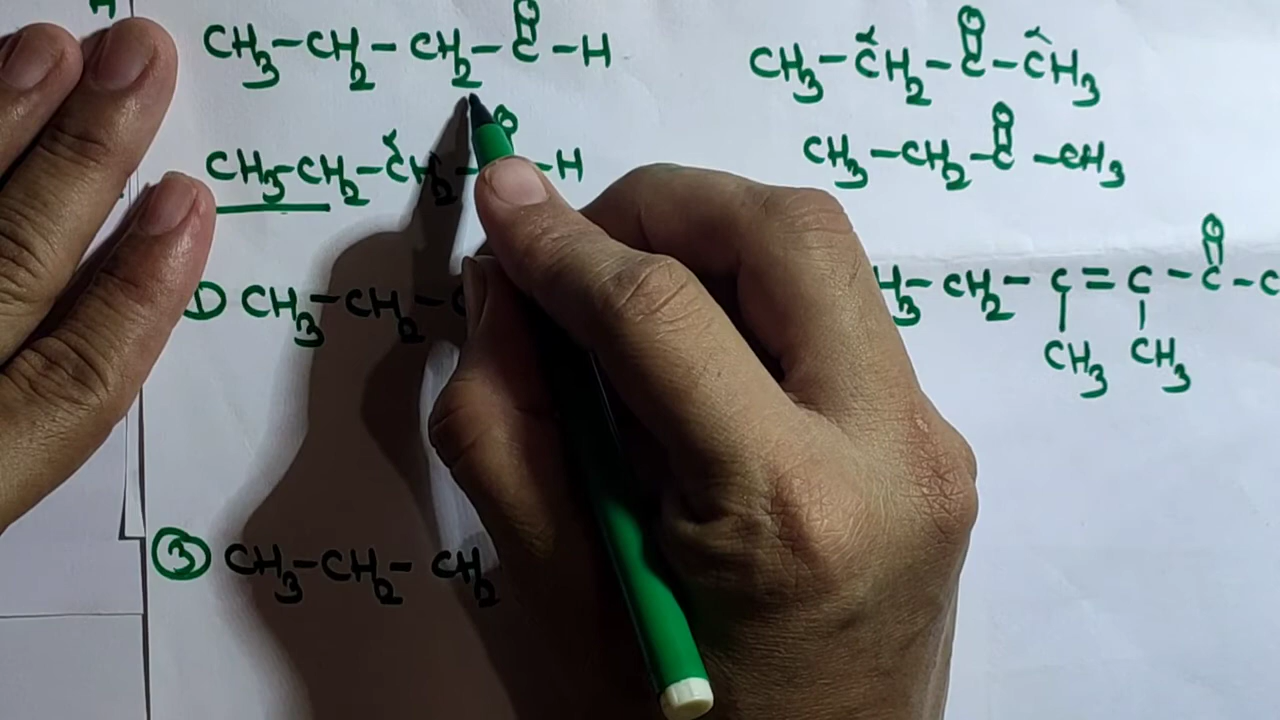 H
O
CH3-CH2-CH2-C-H
O
CH3-CH2-CH2-H
1) CH3-CH2-C
3 CH3-CH2-CH2
O
α α
CH3-CH2-C-CH3
O
CH3-CH2-C-CH3
O
H3-CH2-C=C-C-C
CH3 CH3